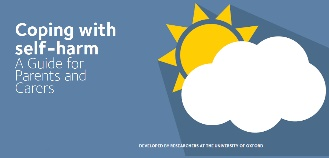 Coping with
self-harm
A Guide for
Parents and
Carers
DEVELOPED BY RESEARCHERS AT THE UNIVERSITY OF OXFORD